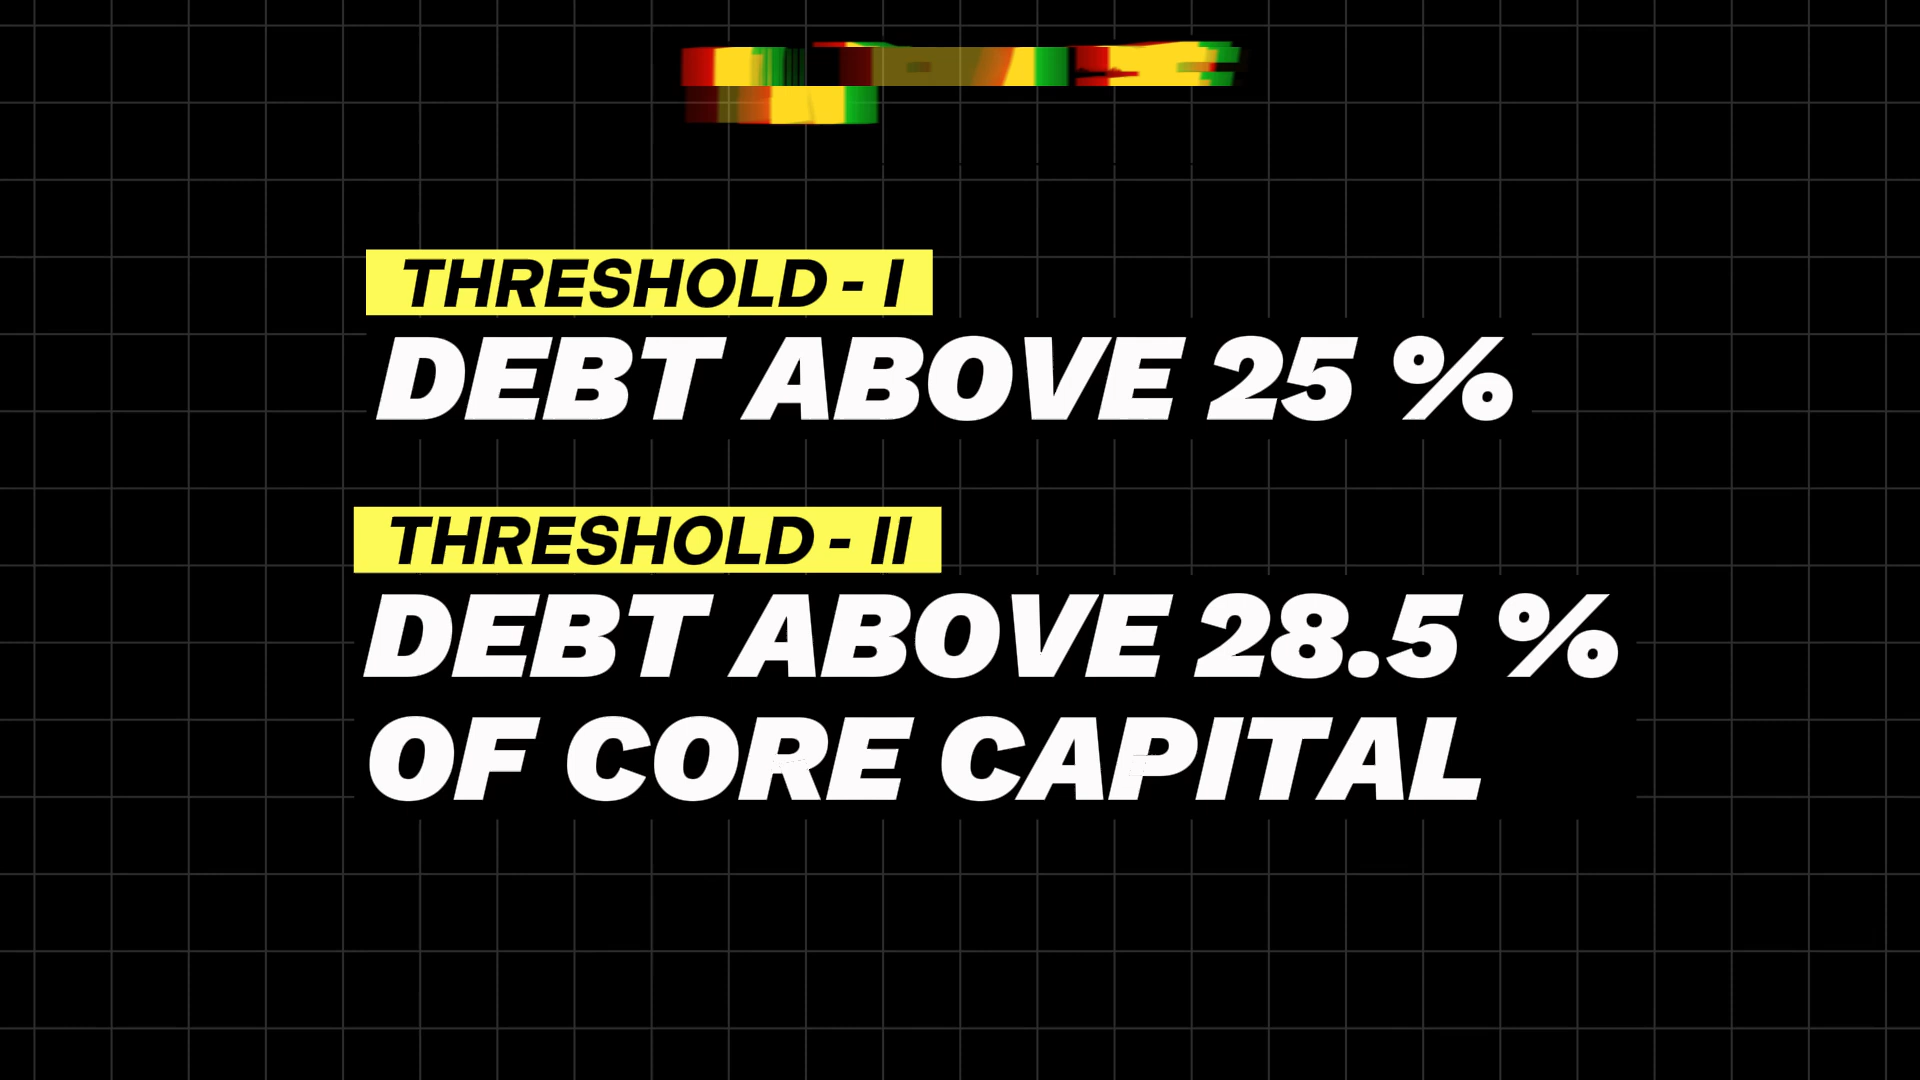 THRESHOLD - I
DEBT ABOVE 25 %
THRESHOLD - II
DEBT ABOVE 28.5 %
OF CORE CAPITAL